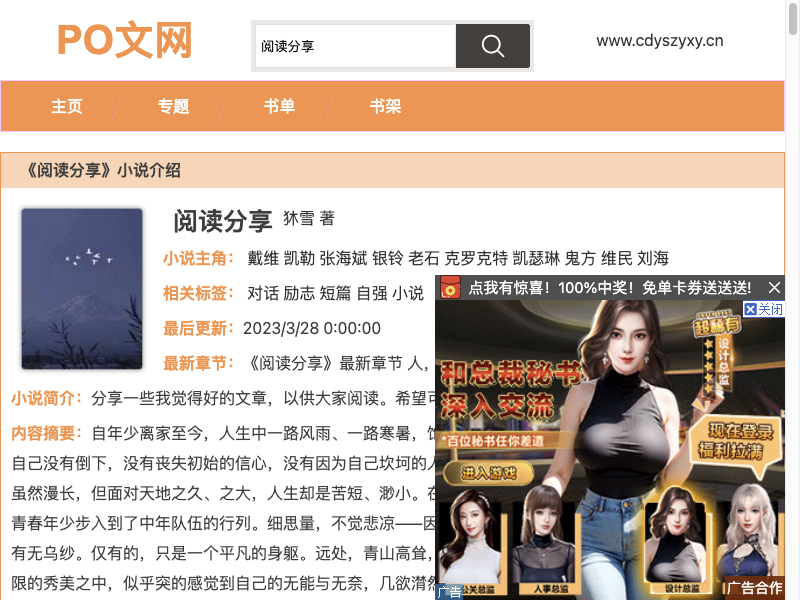 PO文网
阅读分享
www.cdyszyxy.cn
主页
专题
书单
书架
《阅读分享》小说介绍
阅读分享 狇雪 著
小说主角： 戴维 凯勒 张海斌 银铃 老石 克罗克特 凯瑟琳 鬼方 维民 刘海
相关标签： 对话 励志 短篇 自强 小说
最后更新： 2023/3/28 0:00:00
最新章节： 《阅读分享》最新章节 人，
小说简介：分享一些我觉得好的文章，以供大家阅读。希望可
内容摘要：自年少离家至今，人生中一路风雨、一路寒暑，
自己没有倒下，没有丧失初始的信心，没有因为自己坎坷的人
虽然漫长，但面对天地之久、之大，人生却是苦短、渺小。在
青春年少步入到了中年队伍的行列。细思量，不觉悲凉——因
有无乌纱。仅有的，只是一个平凡的身躯。远处，青山高耸，
限的秀美之中，似乎突的感觉到自己的无能与无奈，几欲潸然
点我有惊喜！100%中奖！免单卡券送送送!
关闭
超稀有
设计总监
和总裁秘书
深入交流
*百位秘书任你差遣
进入游戏
现在登录
福利拉满
公关总监
人事总监
设计总监
广告
广告合作